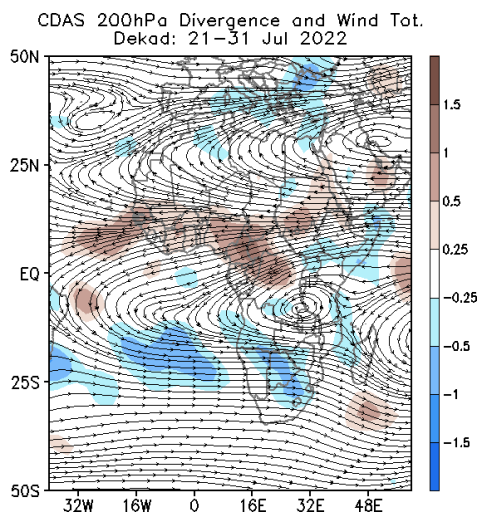 CDAS 200hPa Divergence and Wind Tot.
Dekad: 21-31 Jul 2022
50N
25N
EQ
25S
50S
32W 16W 0 16E 32E 48E
1.5
1
0.5
0.25
-0.25
-0.5
-1
-1.5